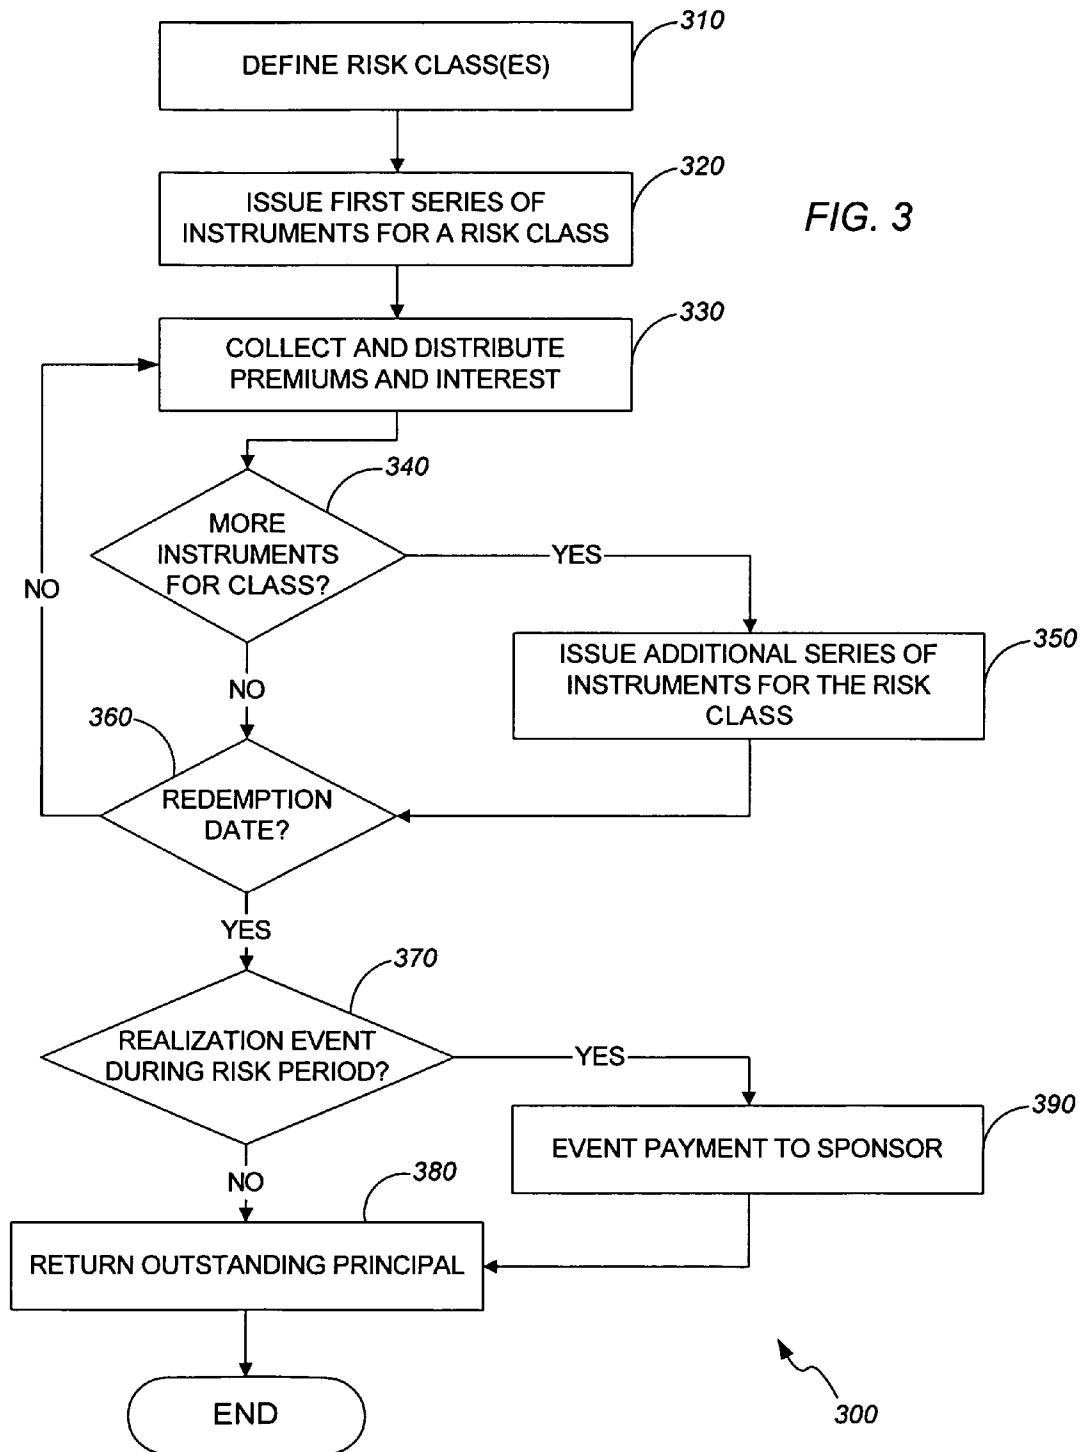 310
DEFINE RISK CLASS(ES)
320
ISSUE FIRST SERIES OF
INSTRUMENTS FOR A RISK CLASS
FIG. 3
330
COLLECT AND DISTRIBUTE
PREMIUMS AND INTEREST
340
MORE
INSTRUMENTS
FOR CLASS?
YES
NO
350
ISSUE ADDITIONAL SERIES OF
INSTRUMENTS FOR THE RISK
CLASS
NO
360
REDEMPTION
DATE?
YES
370
REALIZATION EVENT
DURING RISK PERIOD?
YES
390
EVENT PAYMENT TO SPONSOR
NO
380
RETURN OUTSTANDING PRINCIPAL
END
300